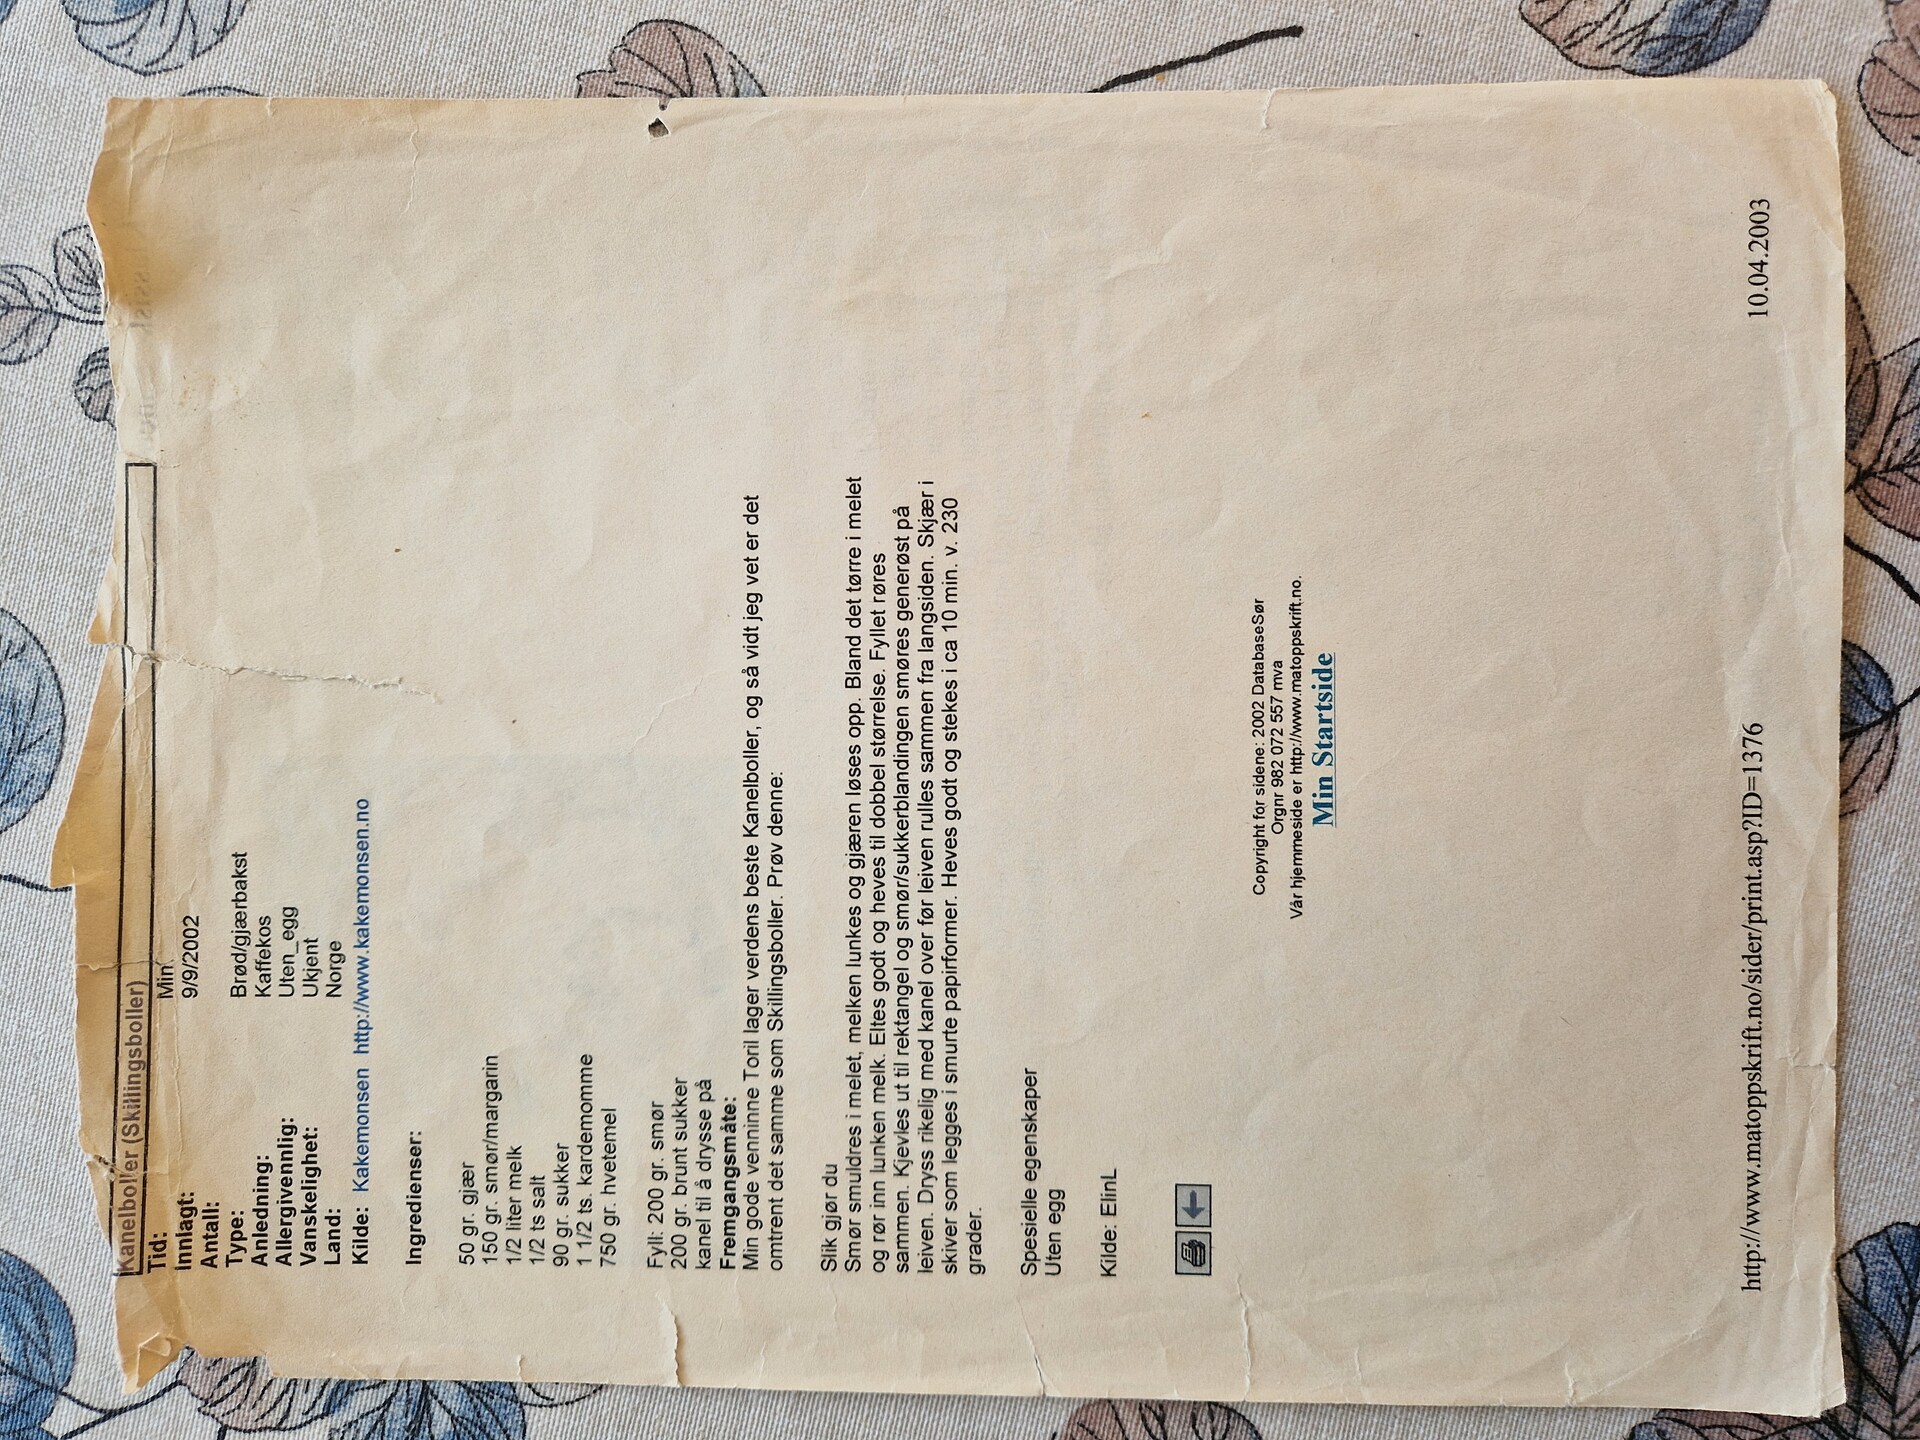 Kanelboller (Skillingsboller)
Tid: Min
Innlagt: 9/9/2002
Antall:
Type: Brød/gjærbakst
Anledning: Kaffekos
Allergivennlig: Uten_egg
Vanskelighet: Ukjent
Land: Norge
Kilde: Kakemonsen http://www.kakemonsen.no
Ingredienser:
50 gr. gjær
150 gr. smør/margarin
1/2 liter melk
1/2 ts salt
90 gr. sukker
1 1/2 ts. kardemomme
750 gr. hvetemel
Fyll: 200 gr. smør
200 gr. brunt sukker
kanel til å drysse på
Fremgangsmåte:
Min gode venninne Toril lager verdens beste Kanelboller, og så vidt jeg vet er det
omtrent det samme som Skillingsboller. Prøv denne:
Slik gjør du
Smør smuldres i melet, melken lunkes og gjæren løses opp. Bland det tørre i melet
og rør inn lunken melk. Eltes godt og heves til dobbel størrelse. Fyllet røres
sammen. Kjevles ut til rektangel og smør/sukkerblandingen smøres generøst på
leiven. Dryss rikelig med kanel over før leiven rulles sammen fra langsiden. Skjær i
skiver som legges i smurte papirformer. Heves godt og stekes i ca 10 min. v. 230
grader.
Spesielle egenskaper
Uten egg
Kilde: ElinL
Copyright for sidene: 2002 DatabaseSør
Orgnr 982 072 557 mva
Vår hjemmeside er http://www.matoppskrift.no.
Min Startside
http://www.matoppskrift.no/sider/print.asp?ID=1376 10.04.2003